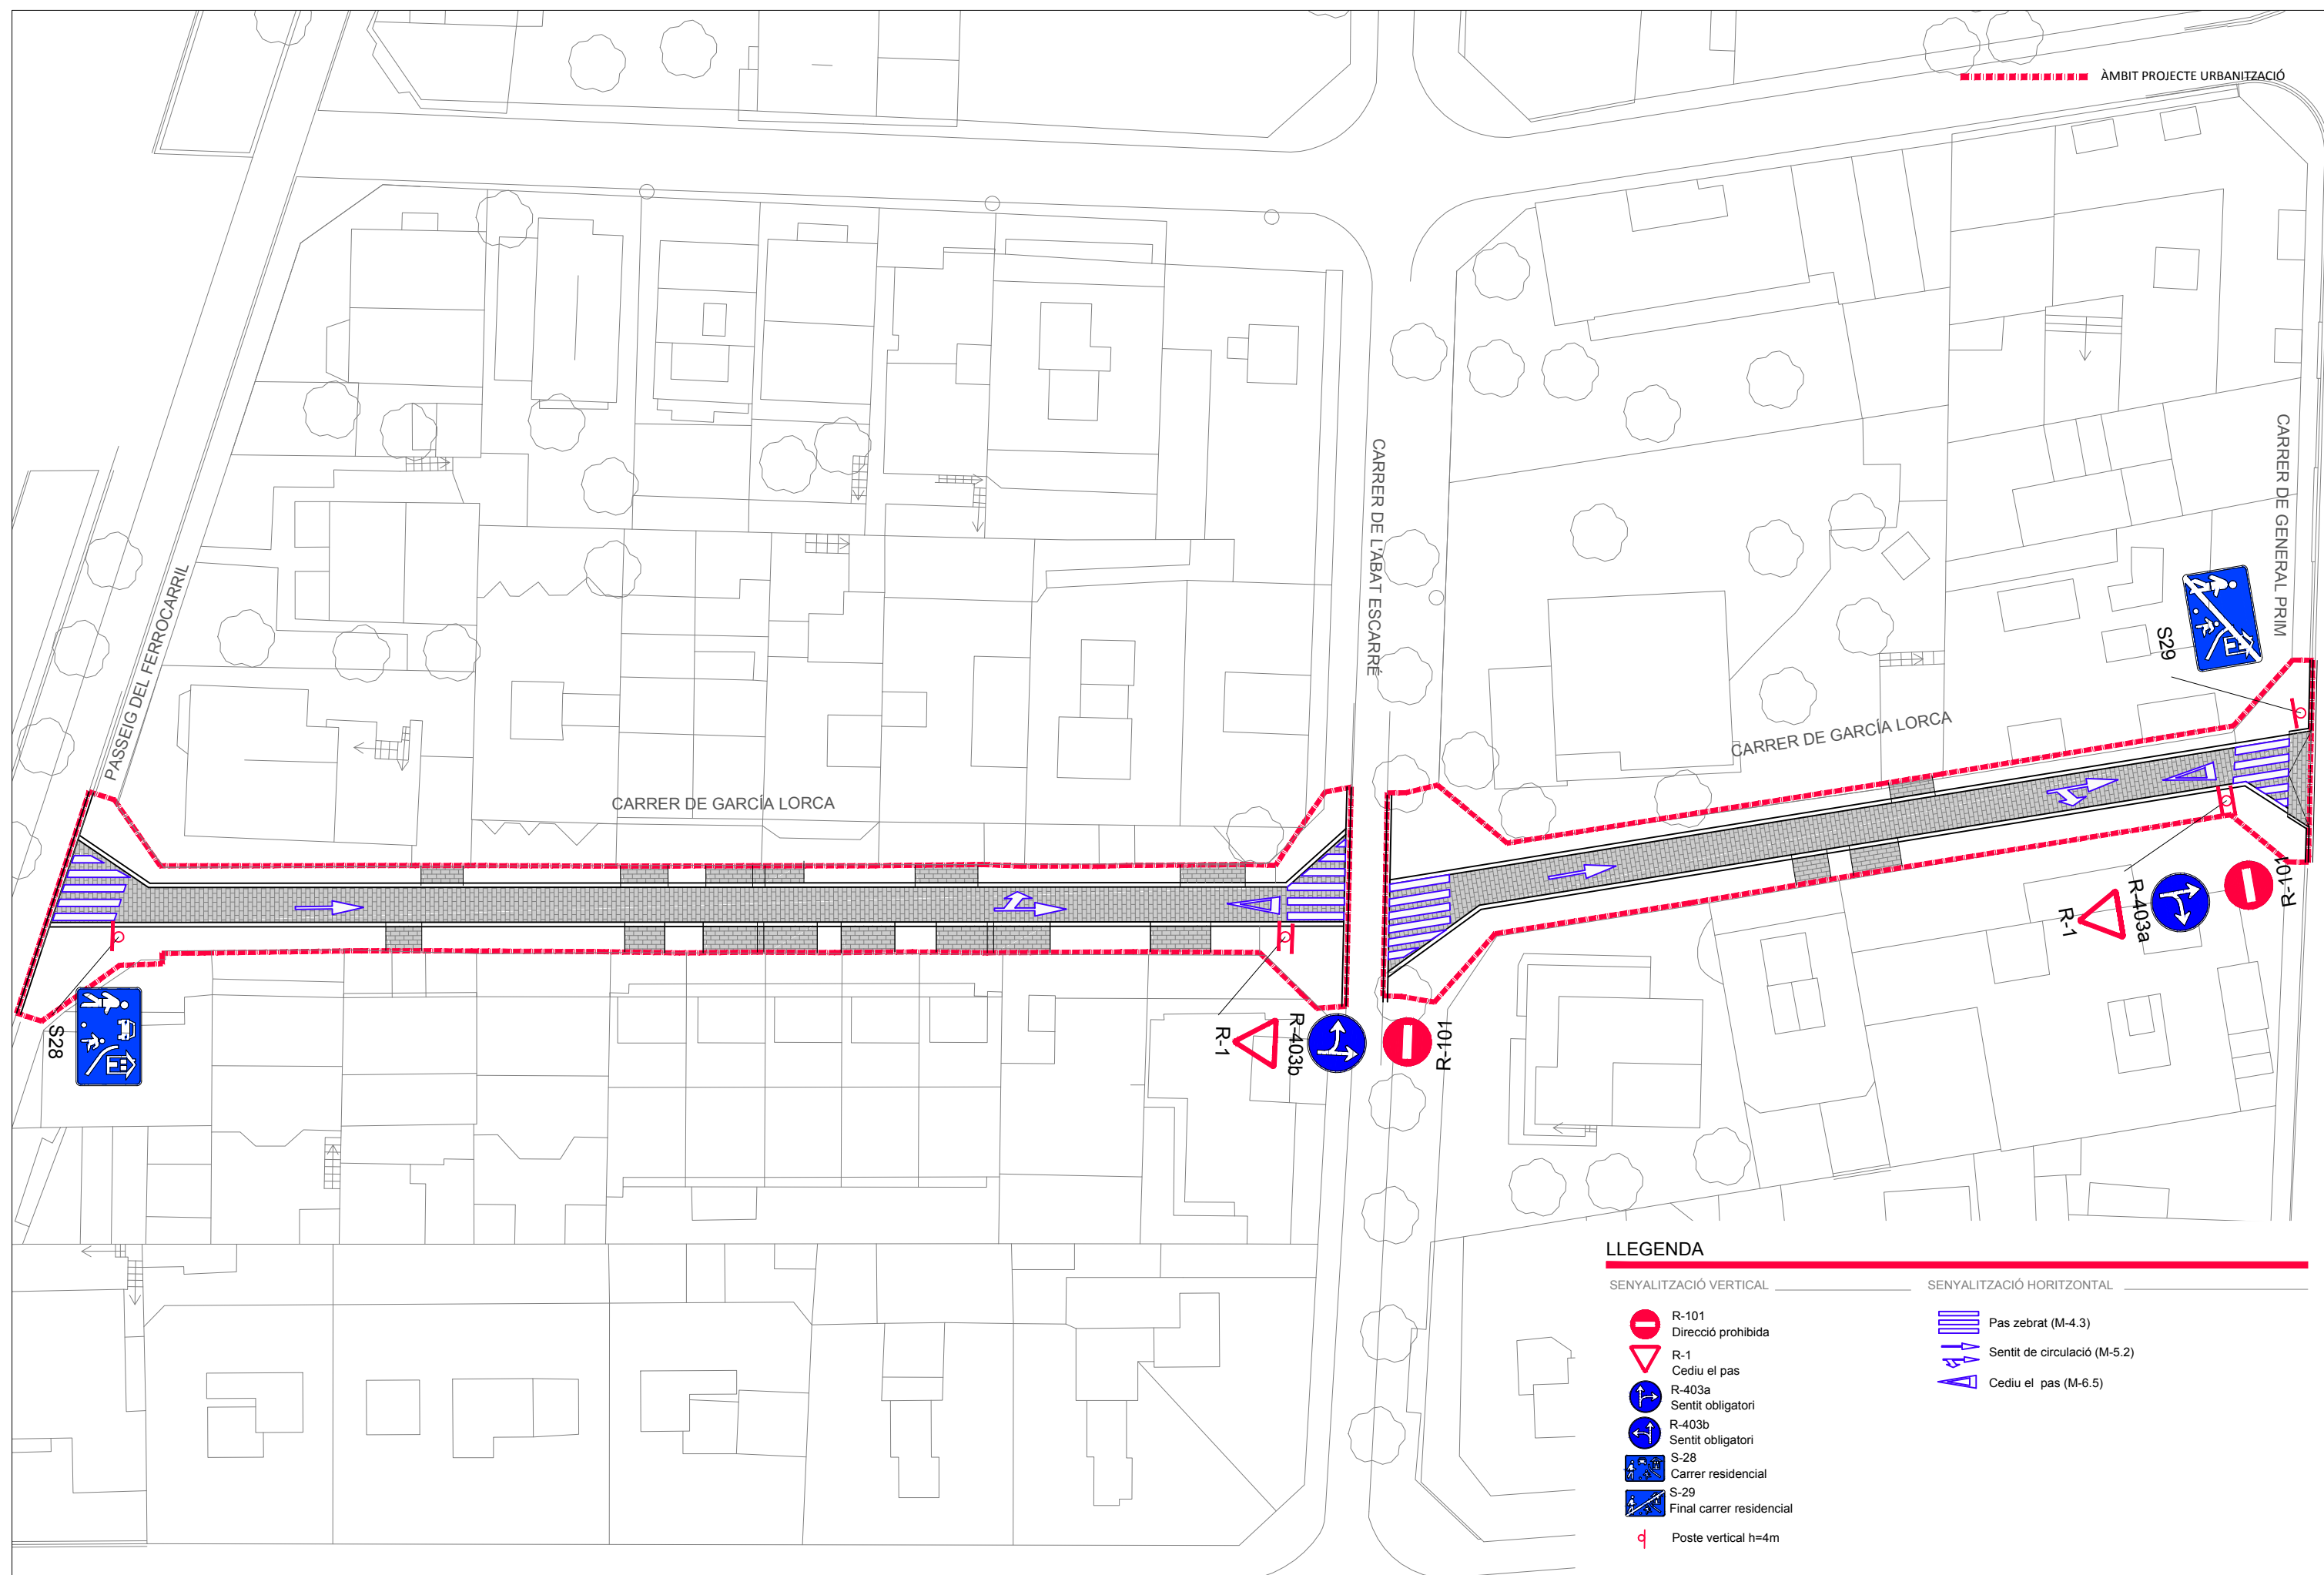 ÀMBIT PROJECTE URBANITZACIÓ
PASSEIG DEL FERROCARRIL
CARRER DE L'ÀBAT ESCARRÉ
CARRER DE GENERAL PRIM
CARRER DE GARCÍA LORCA
CARRER DE GARCÍA LORCA
S29
S28
R-1
R-403b
R-101
R-1
R-403a
R-101
LLEGENDA
SENYALITZACIÓ VERTICAL
R-101
Direcció prohibida
R-1
Cediu el pas
R-403a
Sentit obligatori
R-403b
Sentit obligatori
S-28
Carrer residencial
S-29
Final carrer residencial
Poste vertical h=4m
SENYALITZACIÓ HORITZONTAL
Pas zebrat (M-4.3)
Sentit de circulació (M-5.2)
Cediu el  pas (M-6.5)